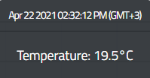 Apr 22 2021 02:32:12 PM (GMT+3)
Temperature: 19.5°C